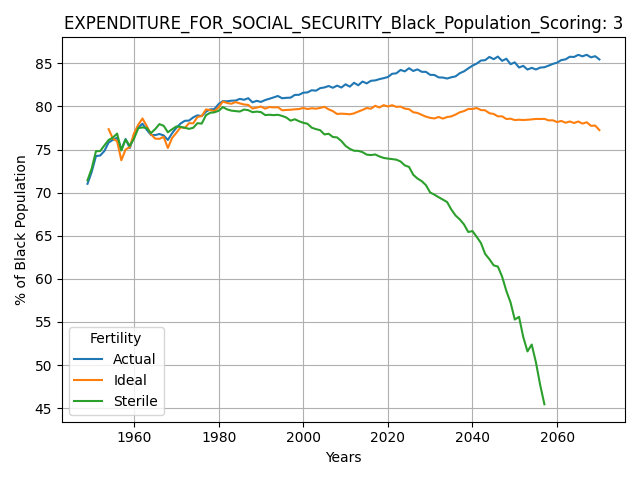 EXPENDITURE_FOR_SOCIAL_SECURITY_Black_Population_Scoring: 3
% of Black Population
85
80
75
70
65
60
55
50
45
Fertility
Actual
Ideal
Sterile
1960 1980 2000 2020 2040 2060
Years